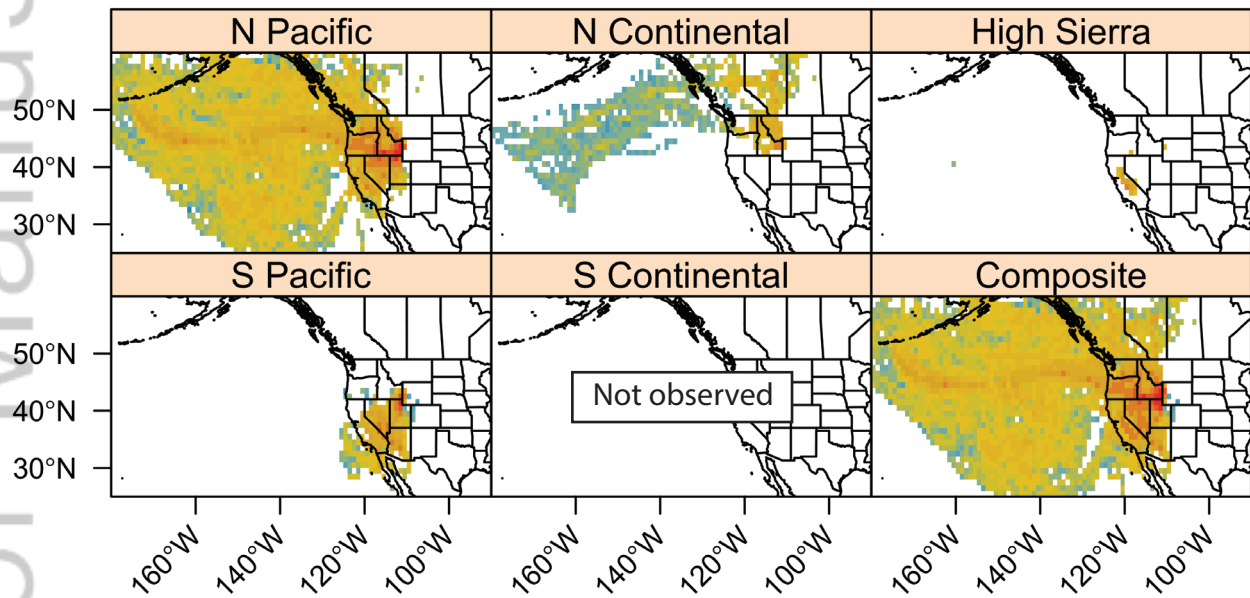 N Pacific N Continental High Sierra
50°N
40°N
30°N
S Pacific S Continental Composite
50°N
40°N
30°N
Not observed
160°W 140°W 120°W 100°W 160°W 140°W 120°W 100°W 160°W 140°W 120°W 100°W